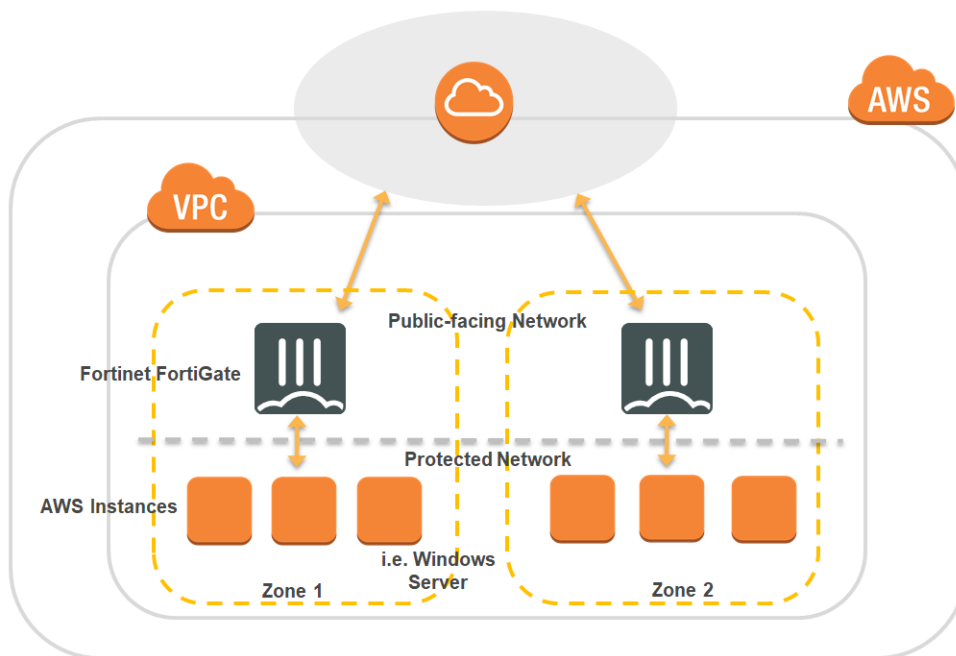 AWS
VPC
Public-facing Network
Fortinet FortiGate
Protected Network
AWS Instances
i.e. Windows
Server
Zone 1
Zone 2